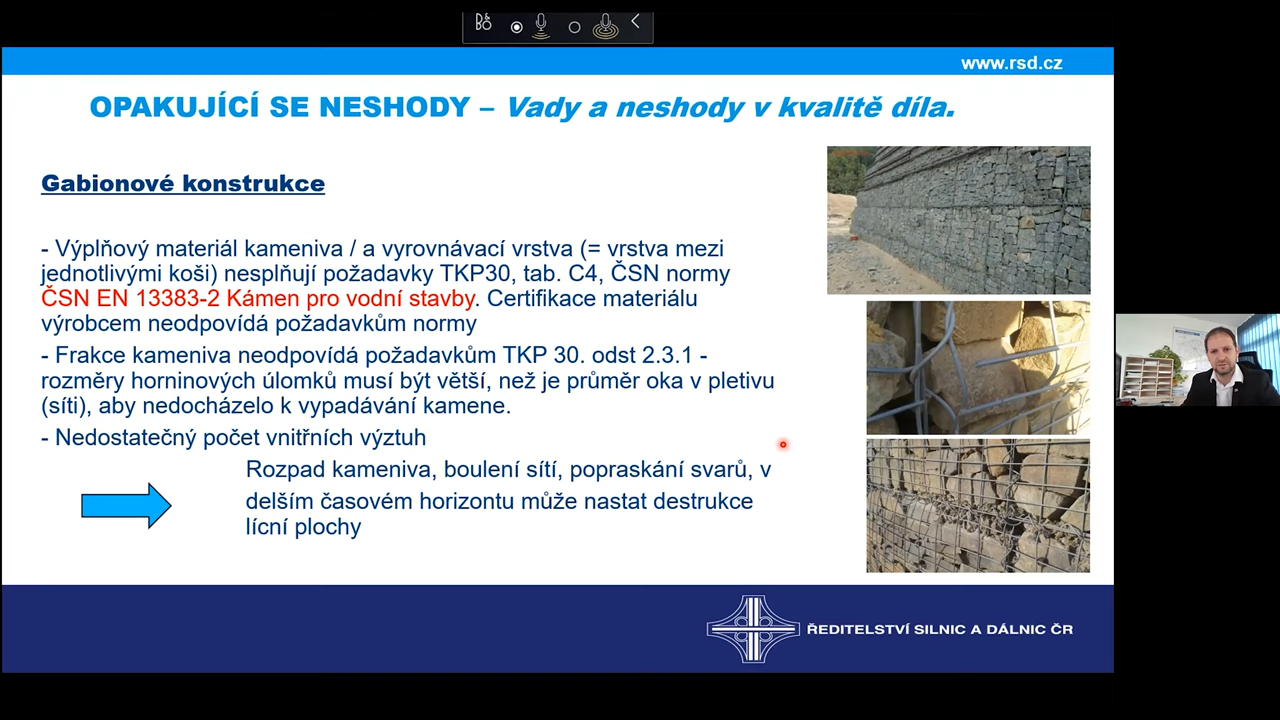 www.rsd.cz
OPAKUJÍCÍ SE NESHODY – Vady a neshody v kvalitě díla.
Gabionové konstrukce
- Výplňový materiál kameniva / a vyrovnávací vrstva (= vrstva mezi
jednotlivými koši) nesplňují požadavky TKP30, tab. C4, ČSN normy
ČSN EN 13383-2 Kámen pro vodní stavby. Certifikace materiálu
výrobcem neodpovídá požadavkům normy
- Frakce kameniva neodpovídá požadavkům TKP 30. odst 2.3.1 -
rozměry horninových úlomků musí být větší, než je průměr oka v pletivu
(síti), aby nedocházelo k vypadávání kamene.
- Nedostatečný počet vnitřních výztuh
Rozpad kameniva, boulení sítí, popraskání svarů, v
delším časovém horizontu může nastat destrukce
lícní plochy
ŘEDITELSTVÍ SILNIC A DÁLNIC ČR